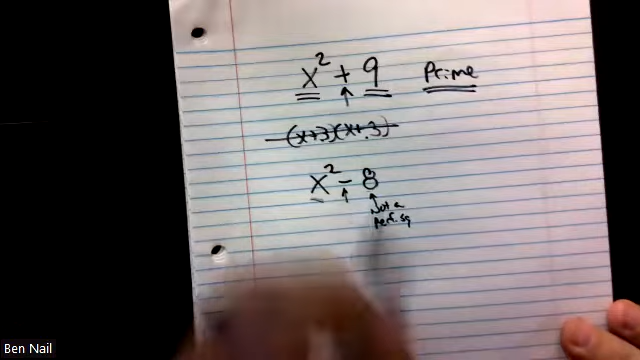 x² + 9 Prime
(x+3)(x+3)
x² - 8
Not a
perf. sq
Ben Nail